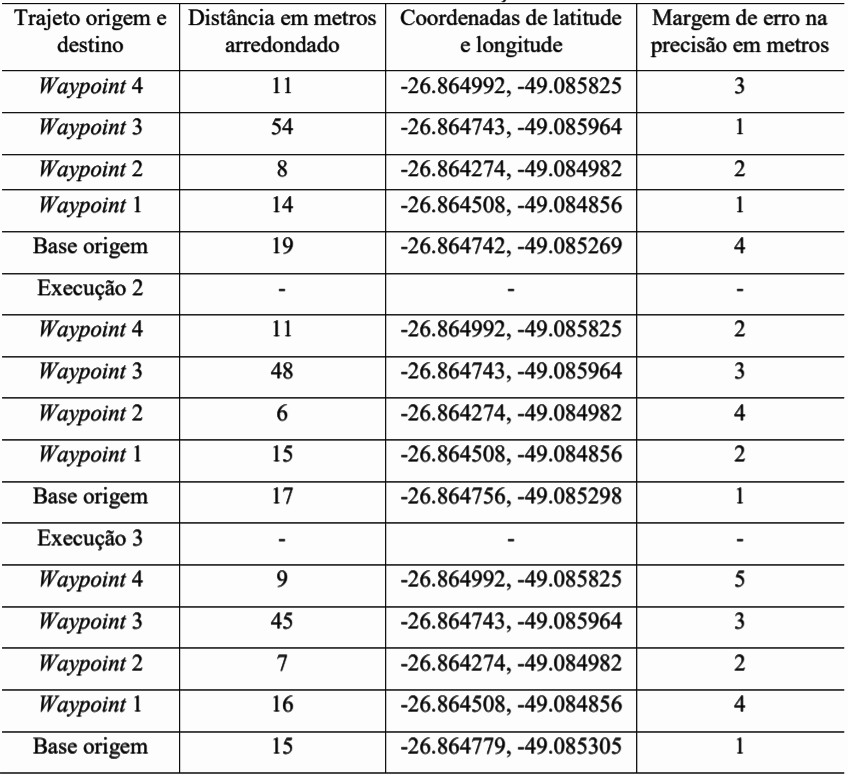 Trajeto origem e destino Distância em metros arredondado Coordenadas de latitude e longitude Margem de erro na precisão em metros
Waypoint 4 11 -26.864992, -49.085825 3
Waypoint 3 54 -26.864743, -49.085964 1
Waypoint 2 8 -26.864274, -49.084982 2
Waypoint 1 14 -26.864508, -49.084856 1
Base origem 19 -26.864742, -49.085269 4
Execução 2 - - -
Waypoint 4 11 -26.864992, -49.085825 2
Waypoint 3 48 -26.864743, -49.085964 3
Waypoint 2 6 -26.864274, -49.084982 4
Waypoint 1 15 -26.864508, -49.084856 2
Base origem 17 -26.864756, -49.085298 1
Execução 3 - - -
Waypoint 4 9 -26.864992, -49.085825 5
Waypoint 3 45 -26.864743, -49.085964 3
Waypoint 2 7 -26.864274, -49.084982 2
Waypoint 1 16 -26.864508, -49.084856 4
Base origem 15 -26.864779, -49.085305 1